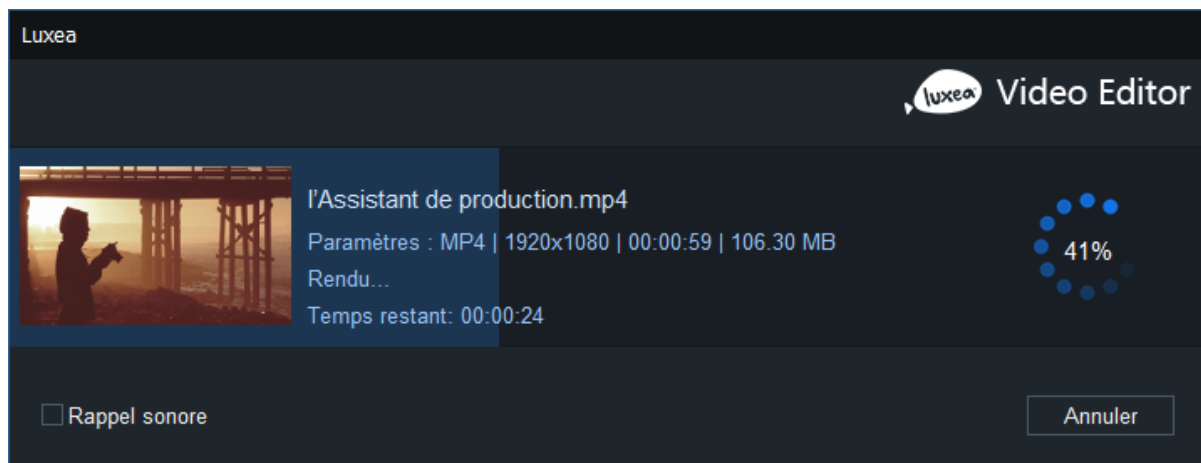 Luxea
luxea Video Editor
l'Assistant de production.mp4
Paramètres : MP4 | 1920x1080 | 00:00:59 | 106.30 MB
Rendu...
Temps restant: 00:00:24
41%
Rappel sonore
Annuler